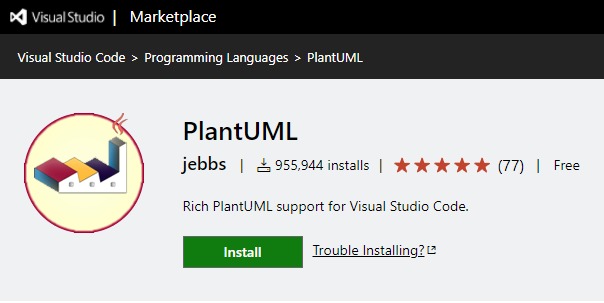 Visual Studio | Marketplace
Visual Studio Code > Programming Languages > PlantUML
PlantUML
jebbs | 955,944 installs | (77) | Free
Rich PlantUML support for Visual Studio Code.
Install Trouble Installing?